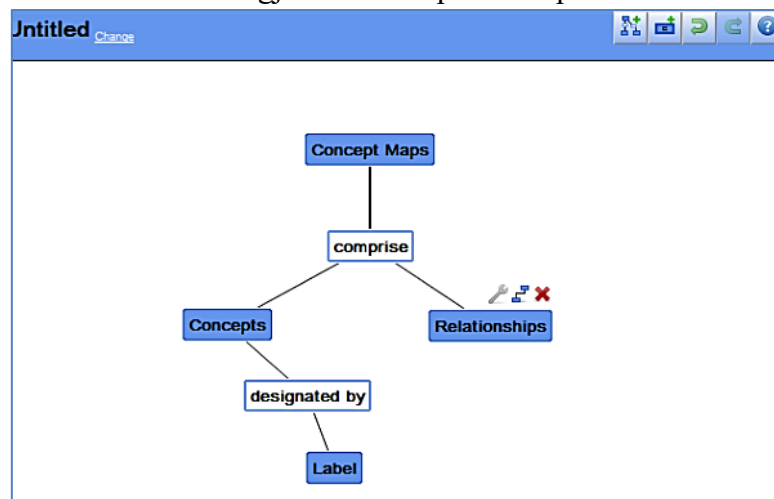 Untitled Change
Concept Maps
comprise
Concepts
Relationships
designated by
Label